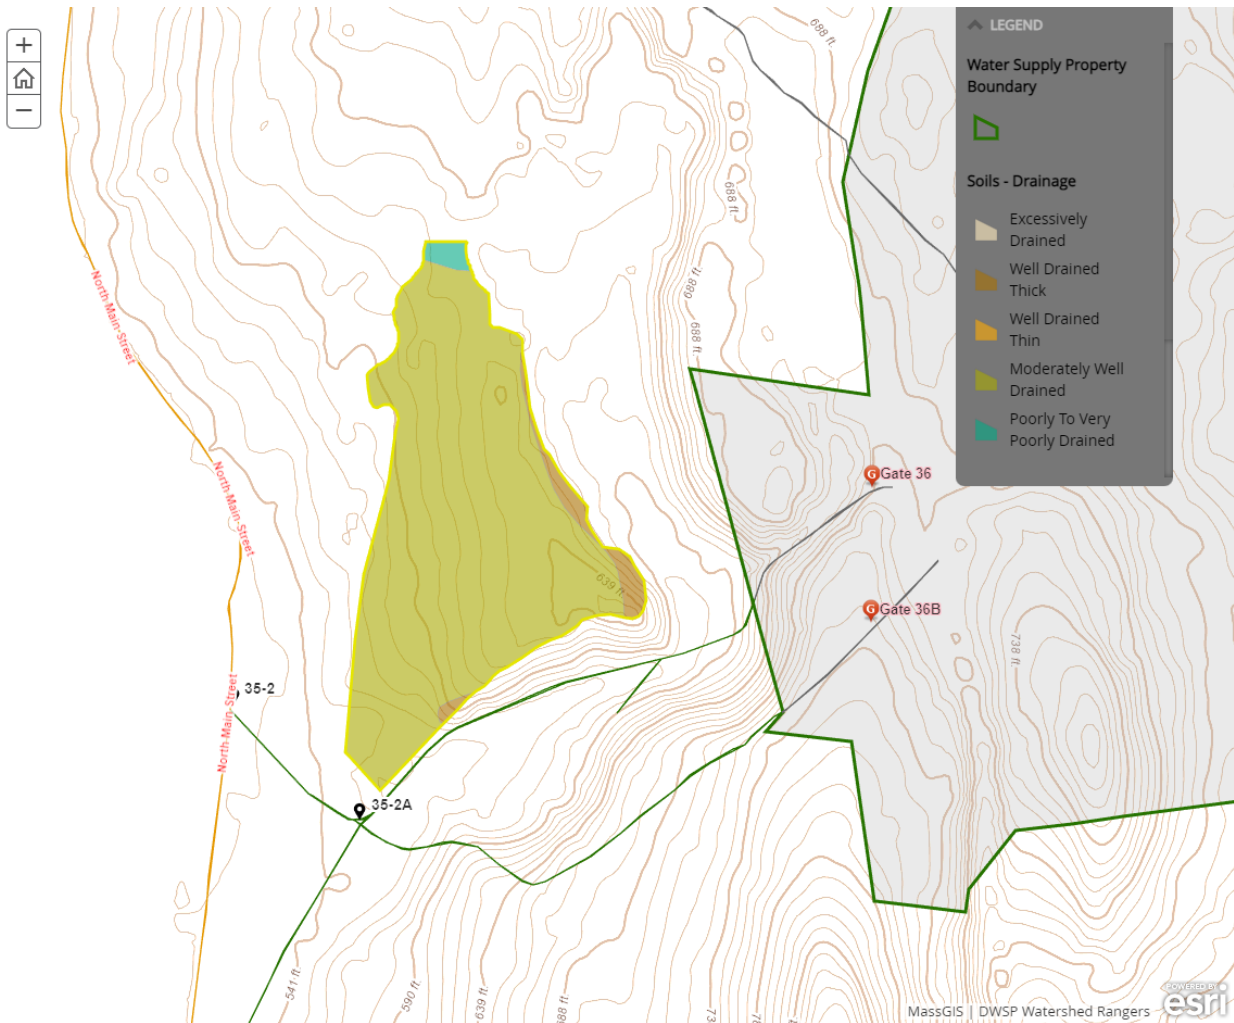 LEGEND
Water Supply Property
Boundary
Soils - Drainage
Excessively
Drained
Well Drained
Thick
Well Drained
Thin
Moderately Well
Drained
Poorly To Very
Poorly Drained
688 ft.
688 ft.
688 ft.
688 ft.
North Main Street
North Main Street
North Main Street
Gate 36
Gate 36B
639 ft.
738 ft.
35-2
35-2A
541 ft.
590 ft.
639 ft.
MassGIS | DWSP Watershed Rangers
POWERED BY
esri